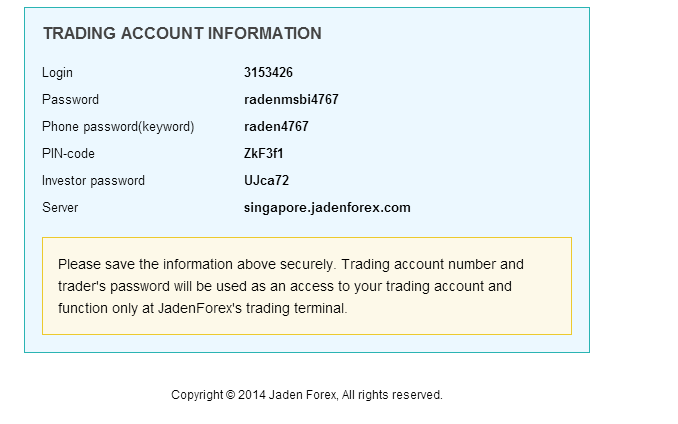 TRADING ACCOUNT INFORMATION
Login 3153426
Password radenmsbi4767
Phone password(keyword) raden4767
PIN-code ZkF3f1
Investor password UJca72
Server singapore.jadenforex.com
Please save the information above securely. Trading account number and
trader's password will be used as an access to your trading account and
function only at JadenForex's trading terminal.
Copyright © 2014 Jaden Forex, All rights reserved.